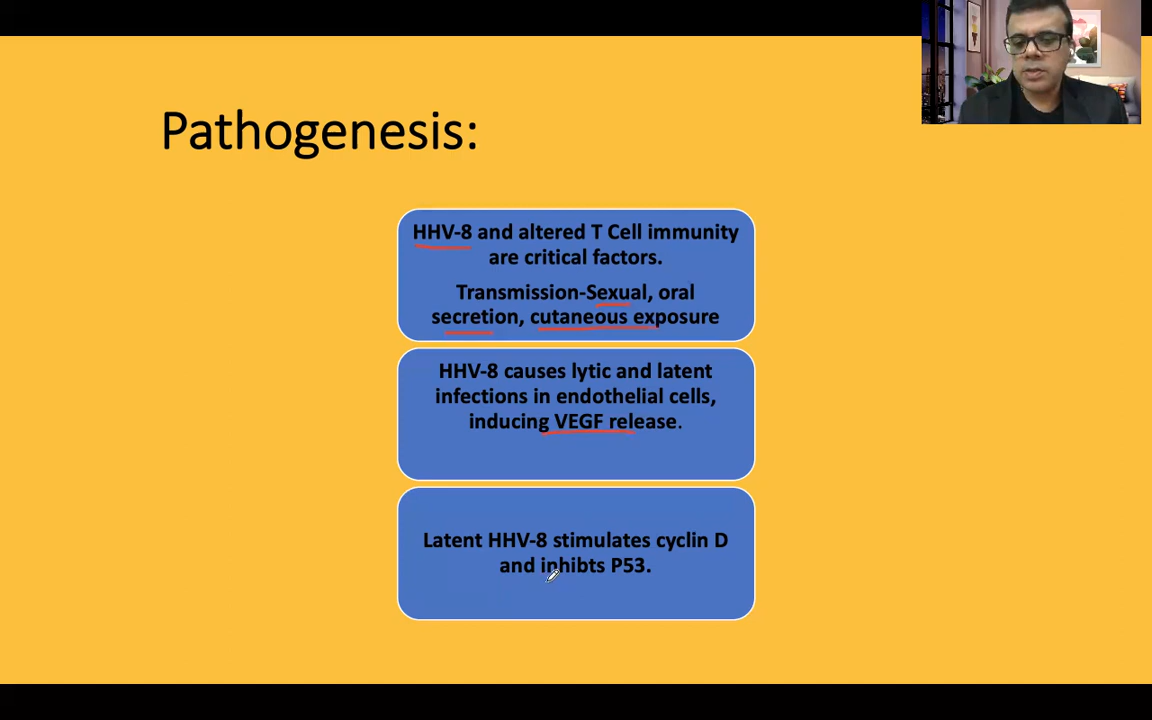 Pathogenesis:
HHV-8 and altered T Cell immunity
are critical factors.
Transmission-Sexual, oral
secretion, cutaneous exposure
HHV-8 causes lytic and latent
infections in endothelial cells,
inducing VEGF release.
Latent HHV-8 stimulates cyclin D
and inhibts P53.